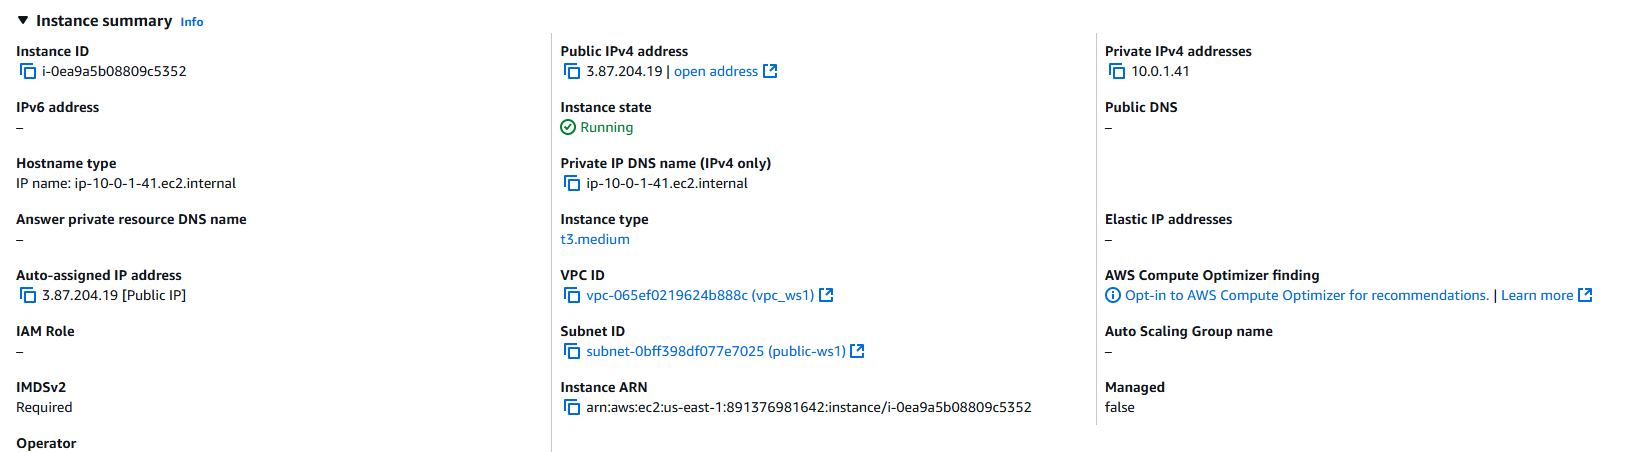 Instance summary Info
Instance ID
i-0ea9a5b08809c5352
Public IPv4 address
3.87.204.19 | open address
Private IPv4 addresses
10.0.1.41
IPv6 address
–
Instance state
Running
Public DNS
–
Hostname type
IP name: ip-10-0-1-41.ec2.internal
Private IP DNS name (IPv4 only)
ip-10-0-1-41.ec2.internal
Answer private resource DNS name
–
Instance type
t3.medium
Elastic IP addresses
–
Auto-assigned IP address
3.87.204.19 [Public IP]
VPC ID
vpc-065ef0219624b888c (vpc_ws1)
AWS Compute Optimizer finding
Opt-in to AWS Compute Optimizer for recommendations. | Learn more
IAM Role
–
Subnet ID
subnet-0bff398df077e7025 (public-ws1)
Auto Scaling Group name
–
IMDSv2
Required
Instance ARN
arn:aws:ec2:us-east-1:891376981642:instance/i-0ea9a5b08809c5352
Managed
false
Operator